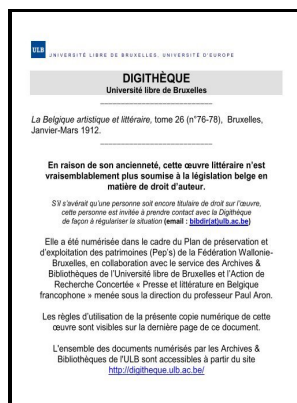 ULB
UNIVERSITÉ LIBRE DE BRUXELLES, UNIVERSITÉ D'EUROPE
DIGITHÈQUE
Université libre de Bruxelles
La Belgique artistique et littéraire, tome 26 (n°76-78), Bruxelles,
Janvier-Mars 1912.
En raison de son ancienneté, cette œuvre littéraire n'est
vraisemblablement plus soumise à la législation belge en
matière de droit d'auteur.
S'il s'avérait qu'une personne soit encore titulaire de droit sur l'œuvre,
cette personne est invitée à prendre contact avec la Digithèque
de façon à régulariser la situation (email : bibdir(at)ulb.ac.be)
Elle a été numérisée dans le cadre du Plan de préservation et
d'exploitation des patrimoines (Pep's) de la Fédération Wallonie-
Bruxelles, en collaboration avec le service des Archives &
Bibliothèques de l'Université libre de Bruxelles et l'Action de
Recherche Concertée « Presse et littérature en Belgique
francophone » menée sous la direction du professeur Paul Aron.
Les règles d'utilisation de la présente copie numérique de cette
œuvre sont visibles sur la dernière page de ce document.
L'ensemble des documents numérisés par les Archives &
Bibliothèques de l'ULB sont accessibles à partir du site
http://digitheque.ulb.ac.be/